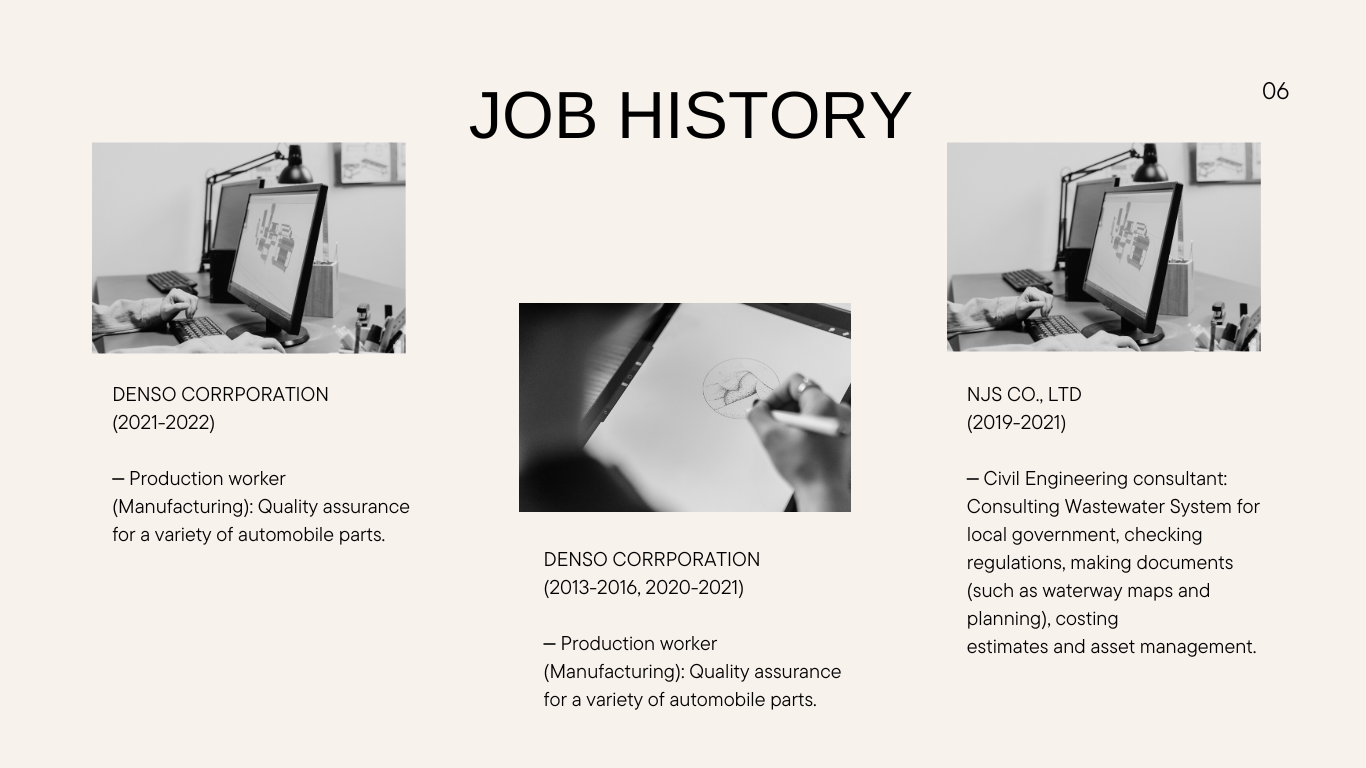 JOB HISTORY
06
DENSO CORRPORATION
(2021-2022)
— Production worker
(Manufacturing): Quality assurance
for a variety of automobile parts.
DENSO CORRPORATION
(2013-2016, 2020-2021)
— Production worker
(Manufacturing): Quality assurance
for a variety of automobile parts.
NJS CO., LTD
(2019-2021)
— Civil Engineering consultant:
Consulting Wastewater System for
local government, checking
regulations, making documents
(such as waterway maps and
planning), costing
estimates and asset management.